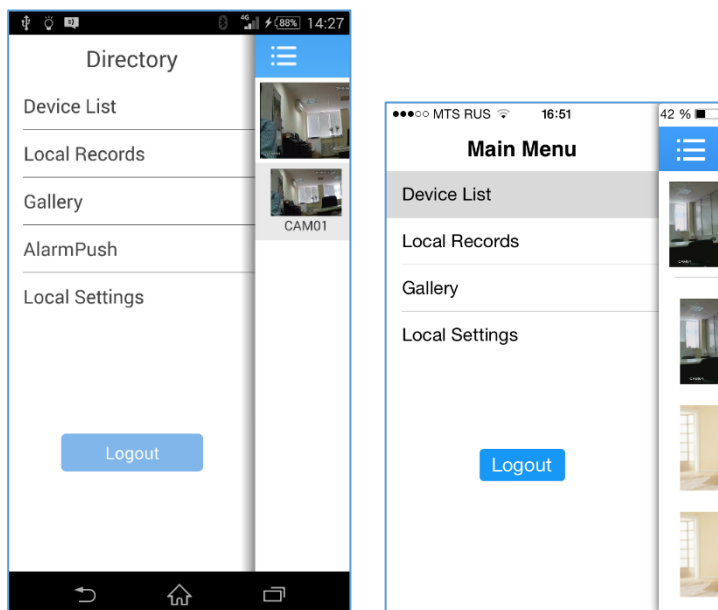 4G 88% 14:27
Directory
Device List
Local Records
Gallery
AlarmPush
Local Settings
Logout
CAM01
MTS RUS 16:51 42 %
Main Menu
Device List
Local Records
Gallery
Local Settings
Logout